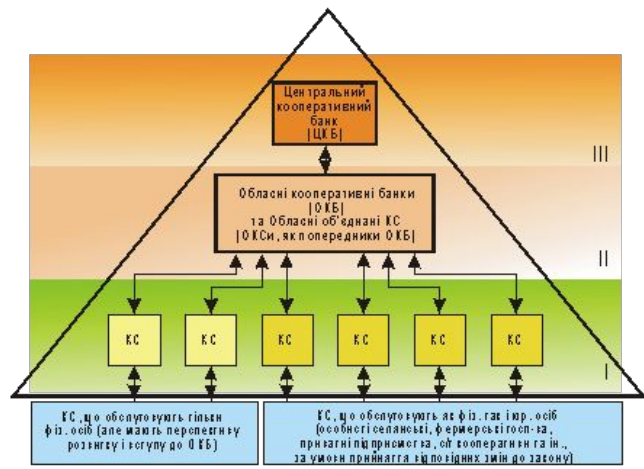 Центральний
кооперативний
банк
|ЦКБ|
III
Обласні кооперативні банки
|ОКБ|
та Обласні об'єднані КС
|ОКСи, як попередники ОКБ|
II
КС
КС
КС
КС
КС
КС
I
КС, що обслуговують тільки
фіз. осіб (але мають перспективу
розвитку і вступу до ОКБ)
КС, що обслуговують як фіз. так і юр. осіб
(особисті селянські, фермерські госп-ка,
приватні підприємства, с/г кооперативи та ін.,
за умови прийняття відповідних змін до закону)